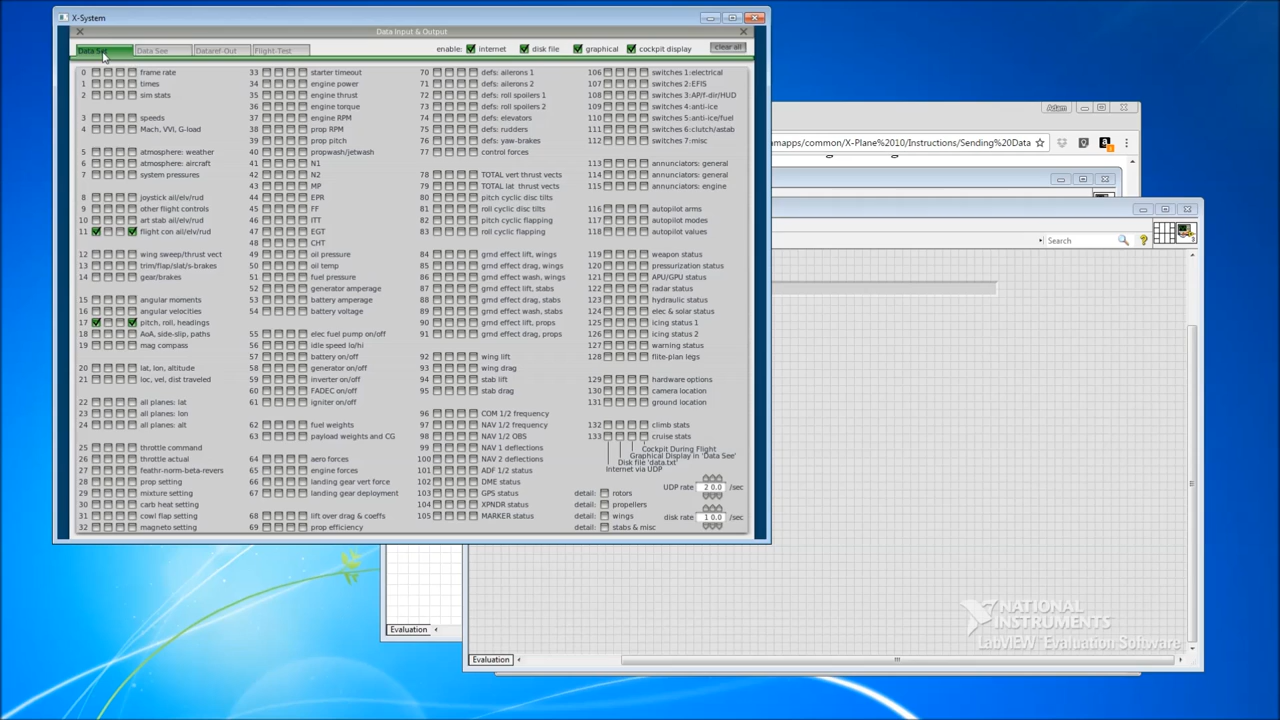 X-System
Data Input & Output
Data Set Data See Dataref-Out Flight-Test enable: internet disk file graphical cockpit display clear all
0 frame rate
1 times
2 sim stats
3 speeds
4 Mach, VVI, G-load
5 atmosphere: weather
6 atmosphere: aircraft
7 system pressures
8 joystick ail/elv/rud
9 other flight controls
10 art stab ail/elv/rud
11 flight con ail/elv/rud
12 wing sweep/thrust vect
13 trim/flap/slat/s-brakes
14 gear/brakes
15 angular moments
16 angular velocities
17 pitch, roll, headings
18 AoA, side-slip, paths
19 mag compass
20 lat, lon, altitude
21 loc, vel, dist traveled
22 all planes: lat
23 all planes: lon
24 all planes: alt
25 throttle command
26 throttle actual
27 feathr-norm-beta-revers
28 prop setting
29 mixture setting
30 carb heat setting
31 cowl flap setting
32 magneto setting
33 starter timeout
34 engine power
35 engine thrust
36 engine torque
37 engine RPM
38 prop RPM
39 prop pitch
40 propwash/jetwash
41 N1
42 N2
43 MP
44 EPR
45 FF
46 ITT
47 EGT
48 CHT
49 oil pressure
50 oil temp
51 fuel pressure
52 generator amperage
53 battery amperage
54 battery voltage
55 elec fuel pump on/off
56 idle speed lo/hi
57 battery on/off
58 generator on/off
59 inverter on/off
60 FADEC on/off
61 igniter on/off
62 fuel weights
63 payload weights and CG
64 aero forces
65 engine forces
66 landing gear vert force
67 landing gear deployment
68 lift over drag & coeffs
69 prop efficiency
70 defs: ailerons 1
71 defs: ailerons 2
72 defs: roll spoilers 1
73 defs: roll spoilers 2
74 defs: elevators
75 defs: rudders
76 defs: yaw-brakes
77 control forces
78 TOTAL vert thrust vects
79 TOTAL lat thrust vects
80 pitch cyclic disc tilts
81 roll cyclic disc tilts
82 pitch cyclic flapping
83 roll cyclic flapping
84 grnd effect lift, wings
85 grnd effect drag, wings
86 grnd effect wash, wings
87 grnd effect lift, stabs
88 grnd effect drag, stabs
89 grnd effect wash, stabs
90 grnd effect lift, props
91 grnd effect drag, props
92 wing lift
93 wing drag
94 stab lift
95 stab drag
96 COM 1/2 frequency
97 NAV 1/2 frequency
98 NAV 1/2 OBS
99 NAV 1 deflections
100 NAV 2 deflections
101 ADF 1/2 status
102 DME status
103 GPS status
104 XPNDR status
105 MARKER status
106 switches 1:electrical
107 switches 2:EFIS
108 switches 3:AP/f-dir/HUD
109 switches 4:anti-ice
110 switches 5:anti-ice/fuel
111 switches 6:clutch/astab
112 switches 7:misc
113 annunciators: general
114 annunciators: general
115 annunciators: engine
116 autopilot arms
117 autopilot modes
118 autopilot values
119 weapon status
120 pressurization status
121 APU/GPU status
122 radar status
123 hydraulic status
124 elec & solar status
125 icing status 1
126 icing status 2
127 warning status
128 flite-plan legs
129 hardware options
130 camera location
131 ground location
132 climb stats
133 cruise stats
Cockpit During Flight
Graphical Display in 'Data See'
Disk file 'data.txt'
Internet via UDP
UDP rate 2 0.0 /sec
detail: rotors
detail: propellers
detail: wings
detail: stabs & misc
disk rate 1 0.0 /sec
Adam
amapps/common/X-Plane%2010/Instructions/Sending%20Data
Search
NATIONAL
INSTRUMENTS
LabVIEW Evaluation Software
Evaluation
Evaluation